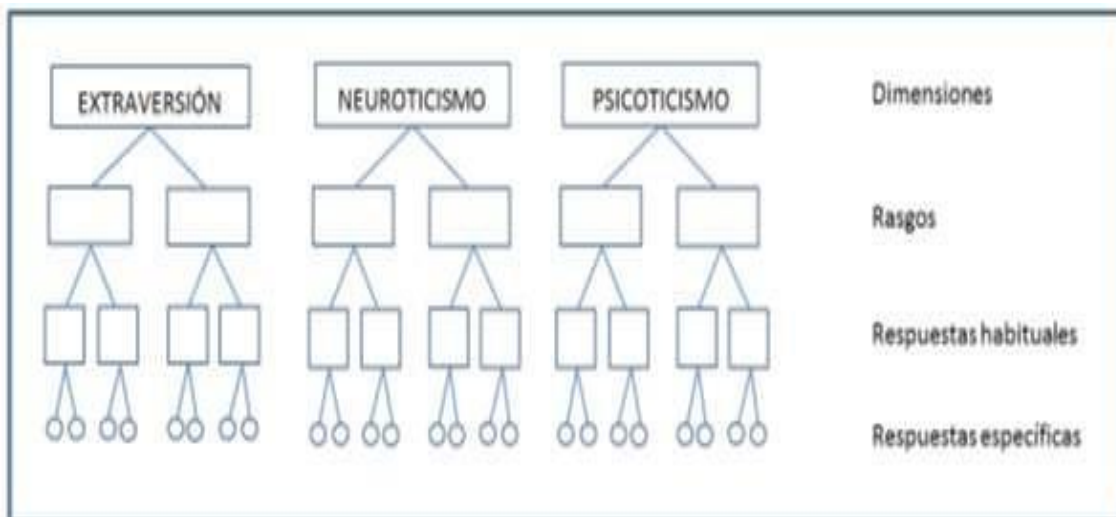 EXTRAVERSIÓN NEUROTICISMO PSICOTICISMO Dimensiones
Rasgos
Respuestas habituales
Respuestas específicas